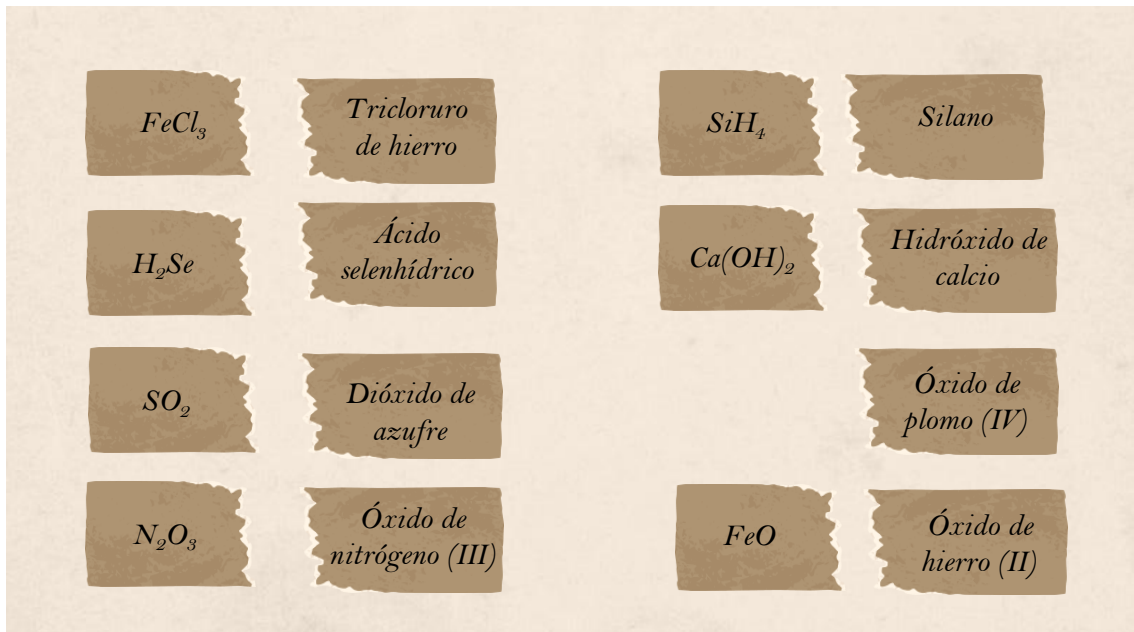 FeCl₃
Tricloruro
de hierro
SiH₄
Silano
H₂Se
Ácido
selenhídrico
Ca(OH)₂
Hidróxido de
calcio
SO₂
Dióxido de
azufre
Óxido de
plomo (IV)
N₂O₃
Óxido de
nitrógeno (III)
FeO
Óxido de
hierro (II)